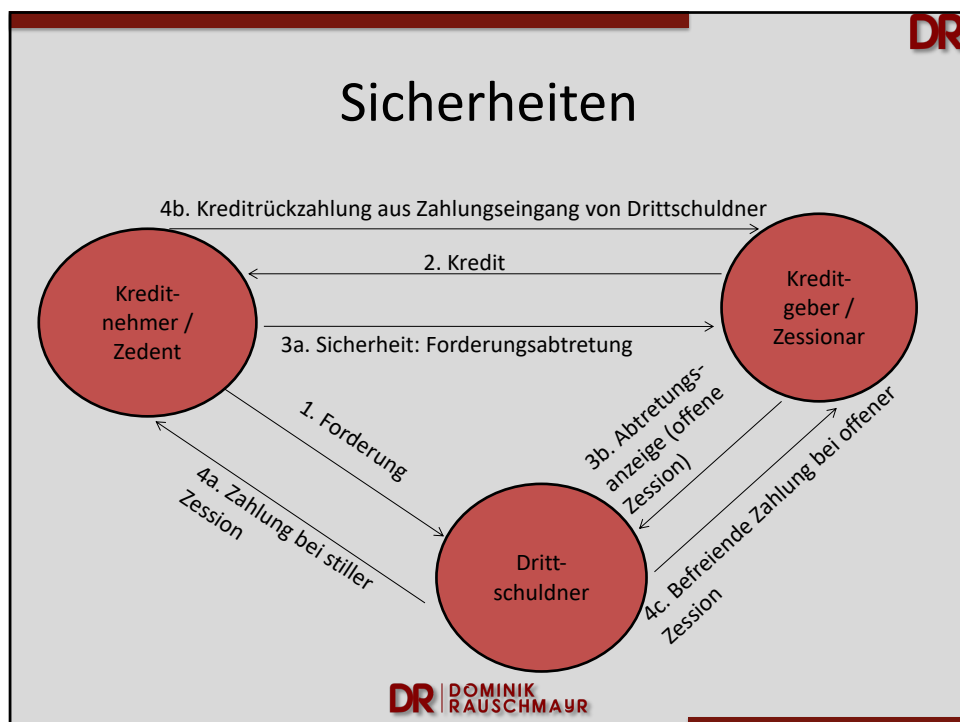 DR
Sicherheiten
4b. Kreditrückzahlung aus Zahlungseingang von Drittschuldner
2. Kredit
Kredit-
nehmer /
Zedent
Kredit-
geber /
Zessionar
3a. Sicherheit: Forderungsabtretung
1. Forderung
4a. Zahlung bei stiller
Zession
3b. Abtretungs-
anzeige (offene
Zession)
4c. Befreiende Zahlung bei offener
Zession
Dritt-
schuldner
DR DOMINIK
RAUSCHMAYR